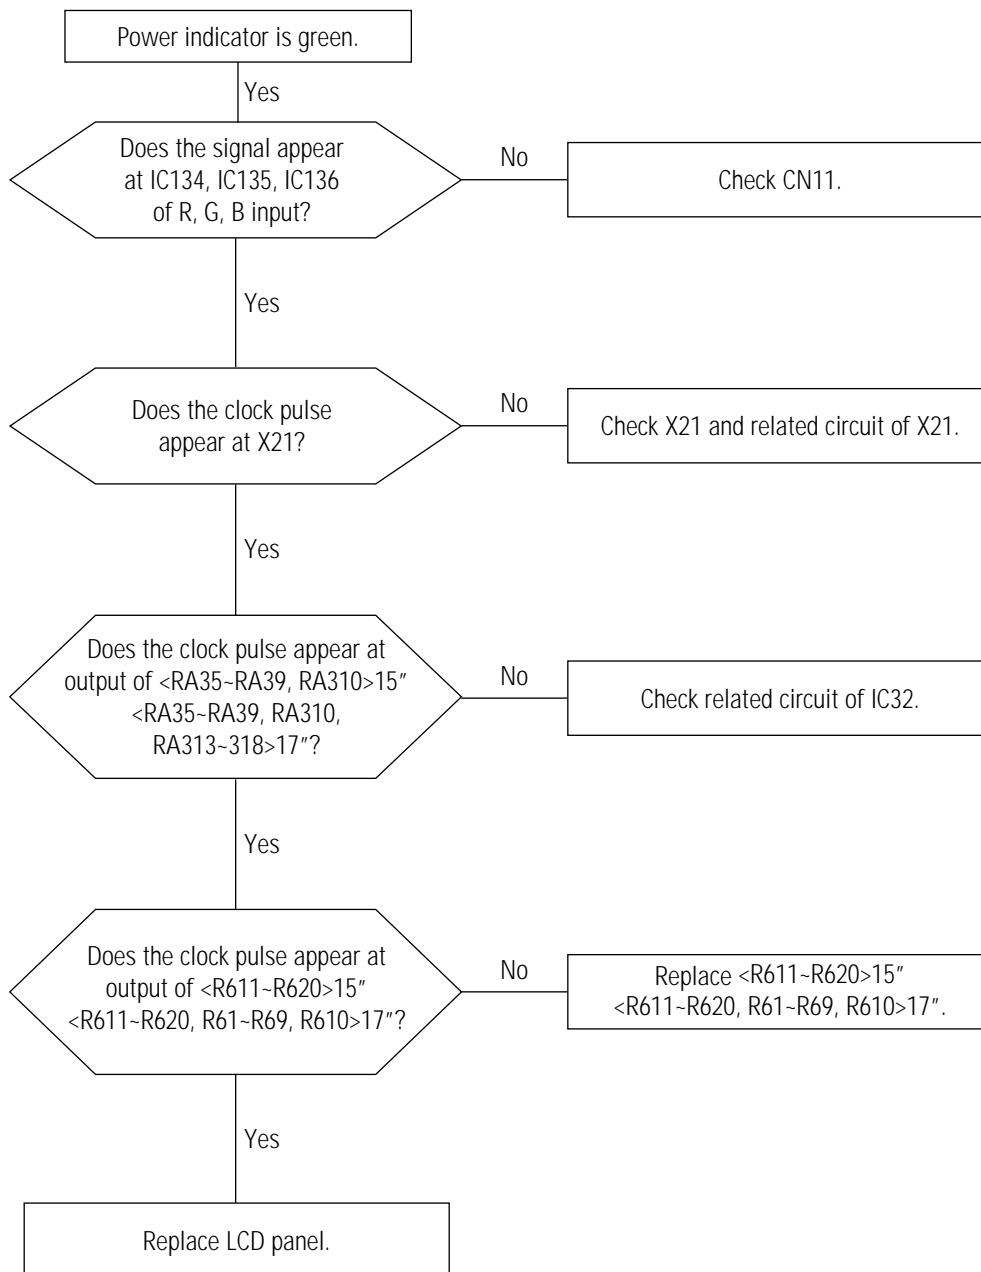 Power indicator is green.
Yes
Does the signal appear
at IC134, IC135, IC136
of R, G, B input?
No
Check CN11.
Yes
Does the clock pulse
appear at X21?
No
Check X21 and related circuit of X21.
Yes
Does the clock pulse appear at
output of <RA35~RA39, RA310>15″
<RA35~RA39, RA310,
RA313~318>17″?
No
Check related circuit of IC32.
Yes
Does the clock pulse appear at
output of <R611~R620>15″
<R611~R620, R61~R69, R610>17″?
No
Replace <R611~R620>15″
<R611~R620, R61~R69, R610>17″.
Yes
Replace LCD panel.